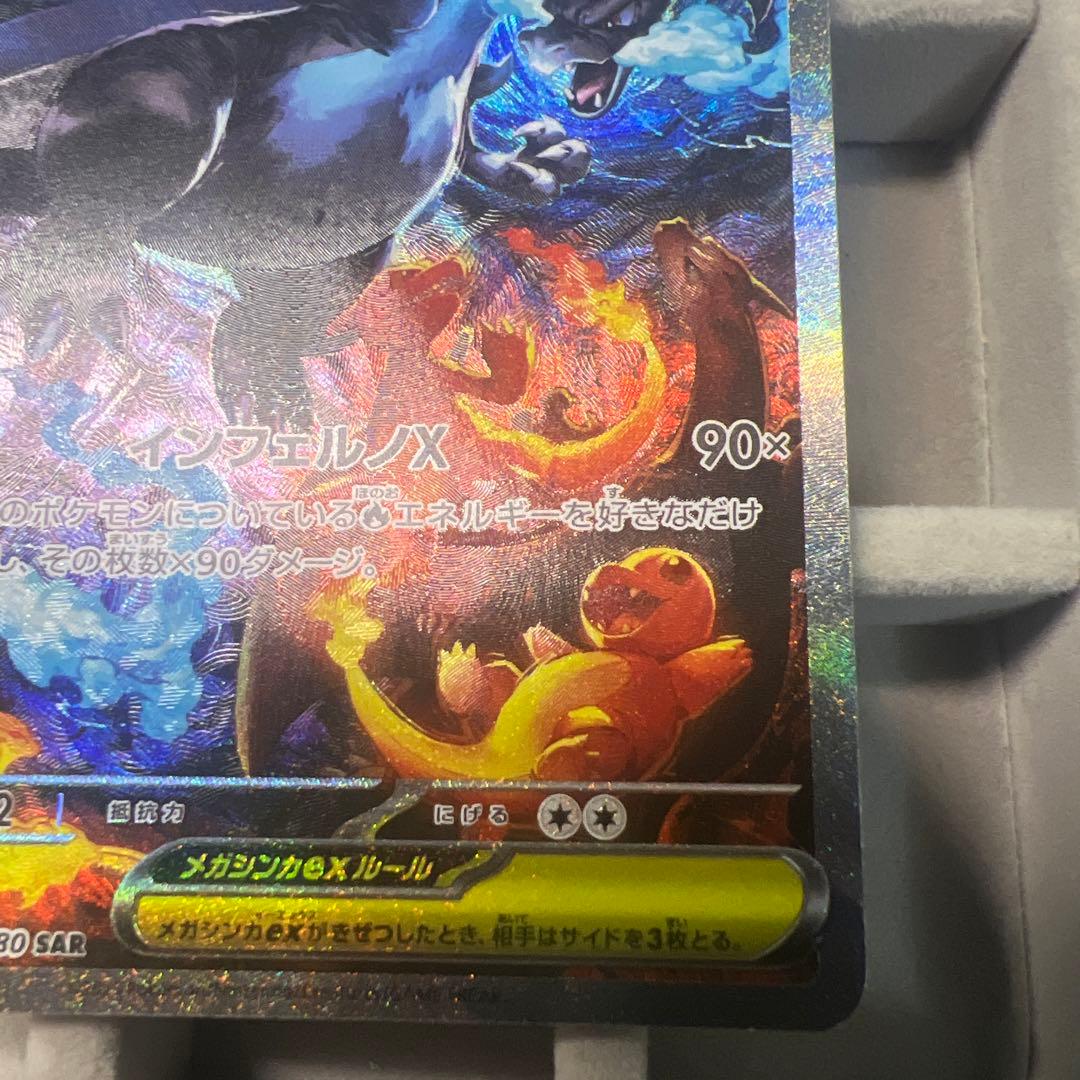 インフェルノX 90×
のポケモンについている エネルギーを好きなだけ
し、その枚数×90ダメージ。
2 抵抗力 にげる
メガシンカexルール
メガシンカexがきぜつしたとき、相手はサイドを3枚とる。
80 SAR